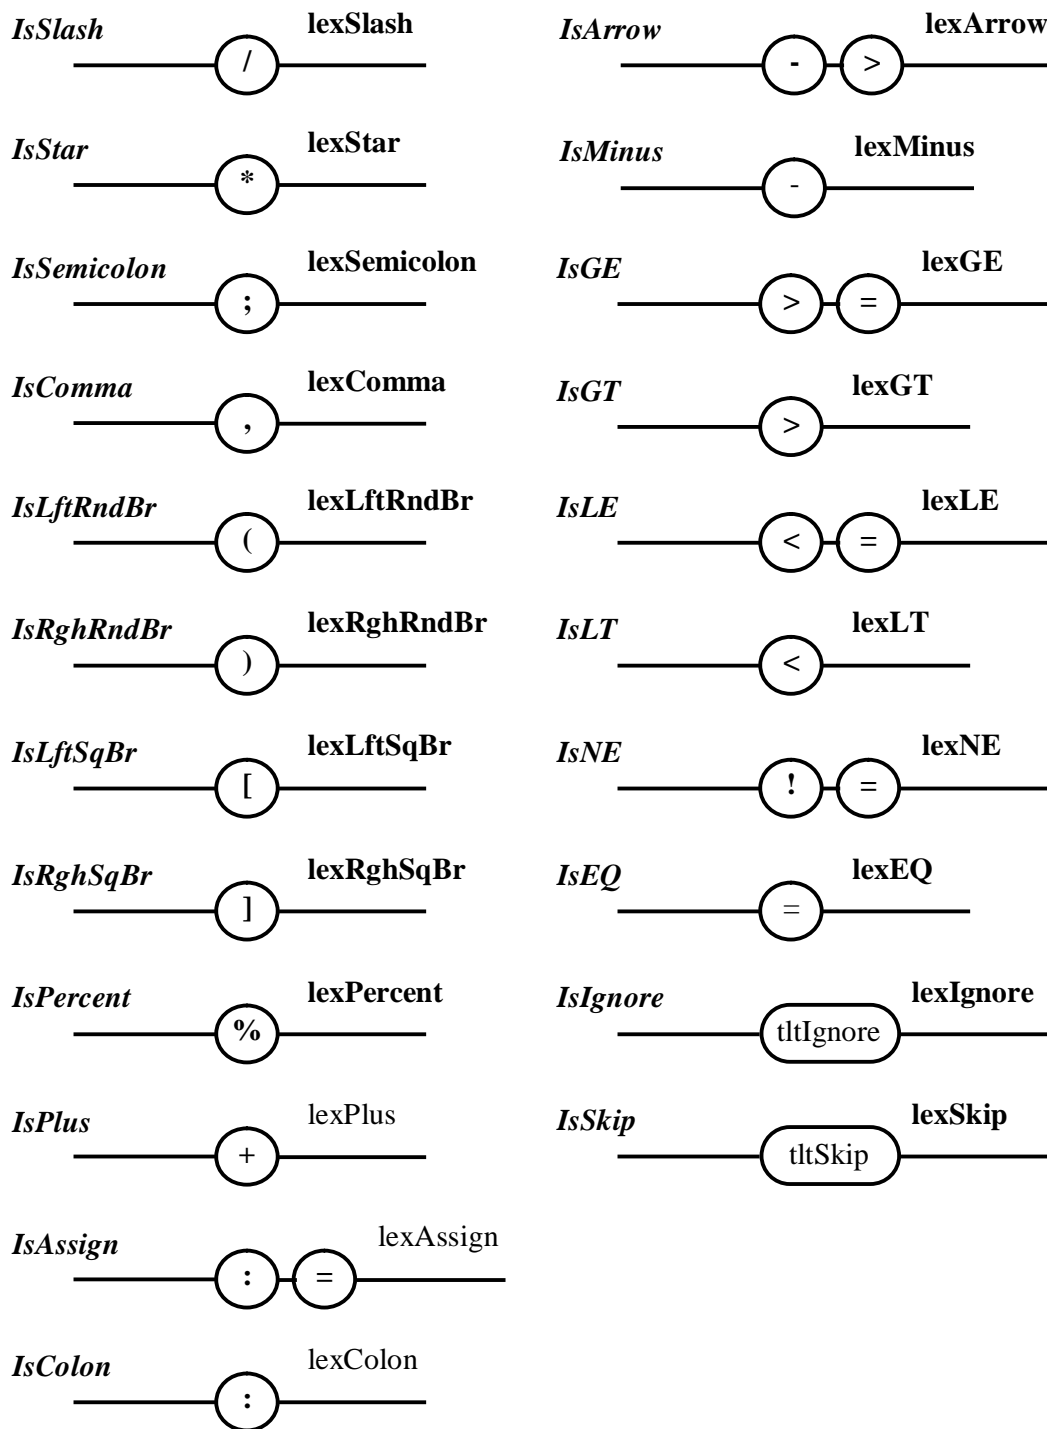 IsSlash lexSlash
/
IsStar lexStar
*
IsSemicolon lexSemicolon
;
IsComma lexComma
,
IsLftRndBr lexLftRndBr
(
IsRghRndBr lexRghRndBr
)
IsLftSqBr lexLftSqBr
[
IsRghSqBr lexRghSqBr
]
IsPercent lexPercent
%
IsPlus lexPlus
+
IsAssign lexAssign
: =
IsColon lexColon
:
IsArrow lexArrow
- >
IsMinus lexMinus
-
IsGE lexGE
> =
IsGT lexGT
>
IsLE lexLE
< =
IsLT lexLT
<
IsNE lexNE
! =
IsEQ lexEQ
=
IsIgnore lexIgnore
tltIgnore
IsSkip lexSkip
tltSkip